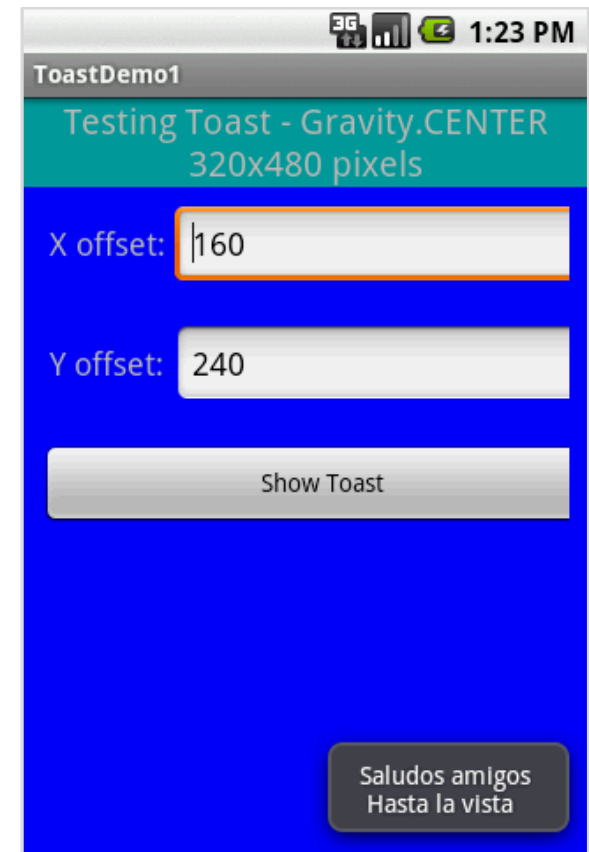 3G 1:23 PM
ToastDemo1
Testing Toast - Gravity.CENTER
320x480 pixels
X offset: 160
Y offset: 240
Show Toast
Saludos amigos
Hasta la vista